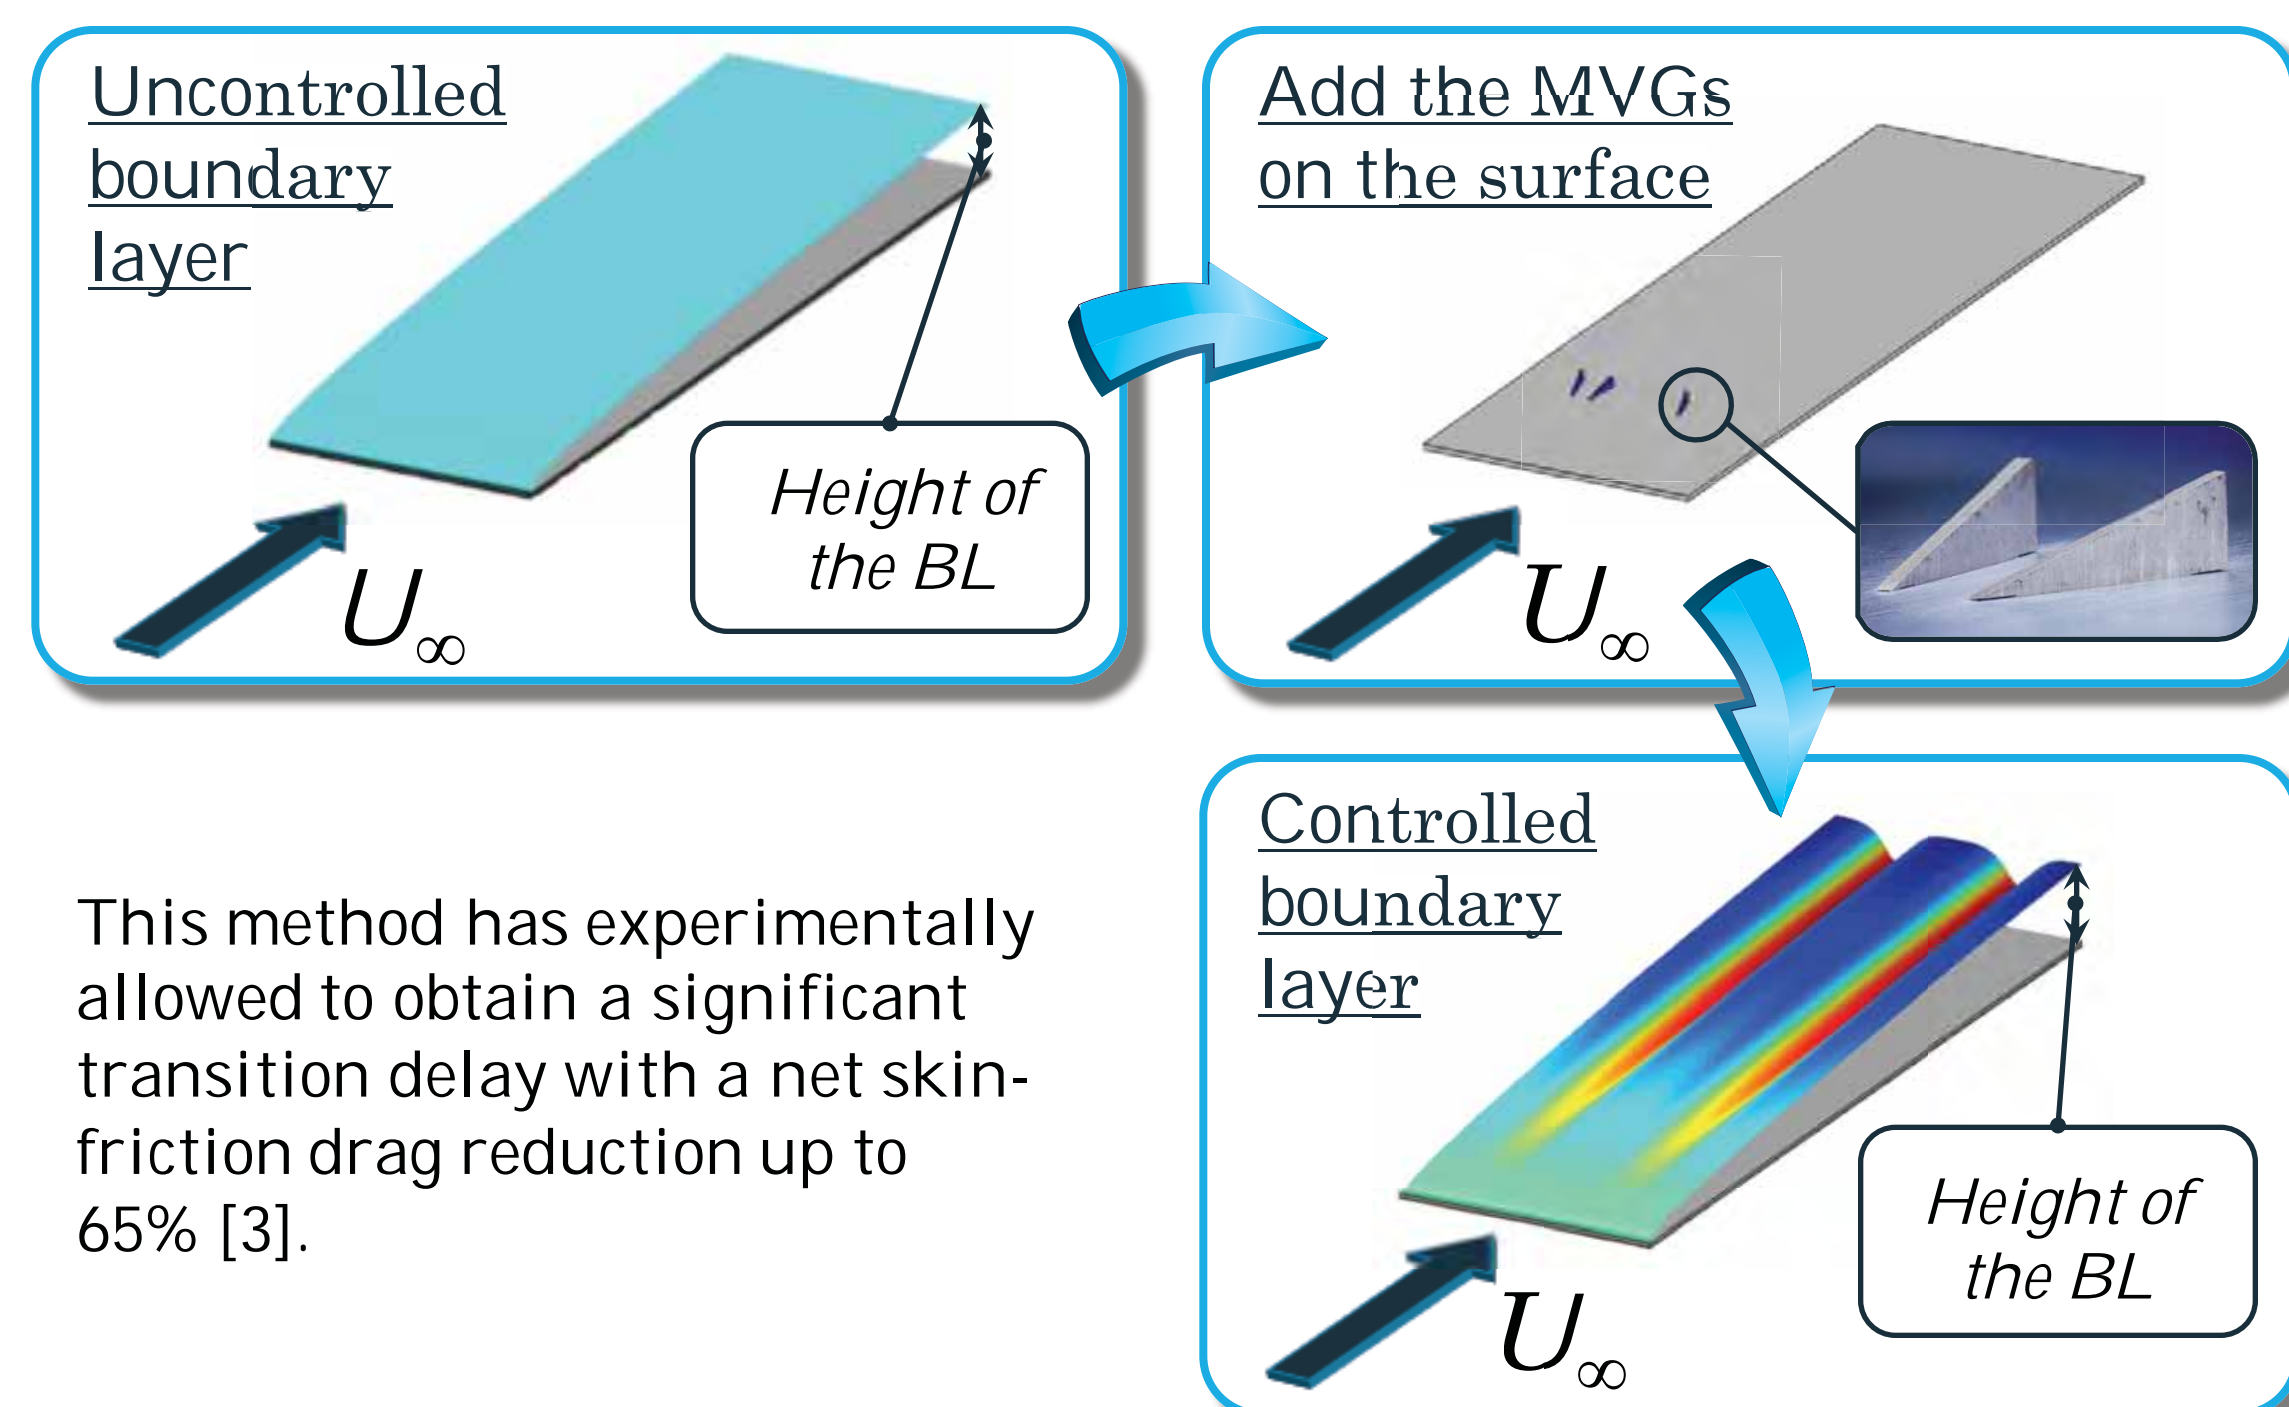 Uncontrolled
boundary
layer
Height of
the BL
U∞
Add the MVGs
on the surface
U∞
This method has experimentally
allowed to obtain a significant
transition delay with a net skin-
friction drag reduction up to
65% [3].
Controlled
boundary
layer
Height of
the BL
U∞